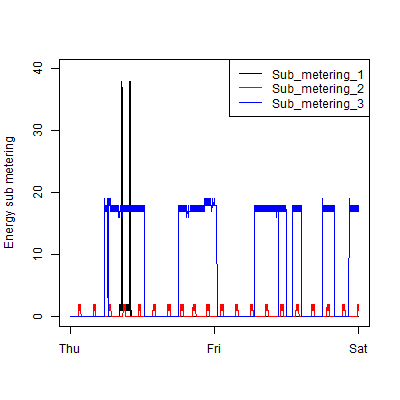 Sub_metering_1
Sub_metering_2
Sub_metering_3
Energy sub metering
40
30
20
10
0
Thu Fri Sat